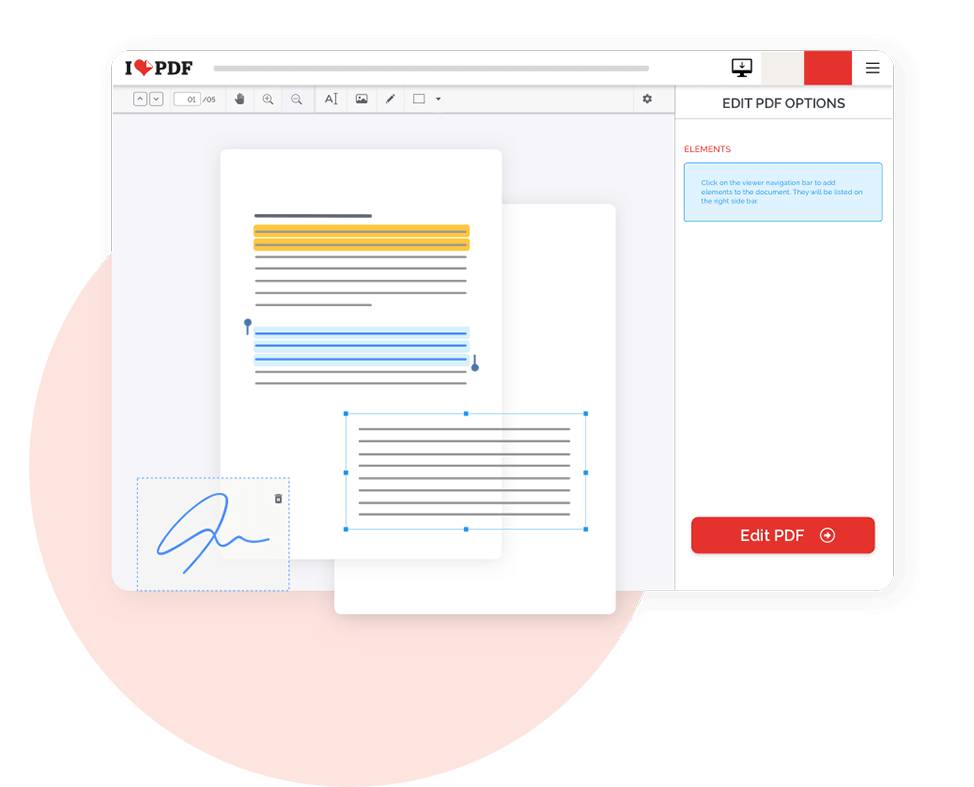 I PDF
01 /05
A
EDIT PDF OPTIONS
ELEMENTS
Click on the viewer navigation bar to add
elements to the document. They will be listed on
the right side bar.
Edit PDF